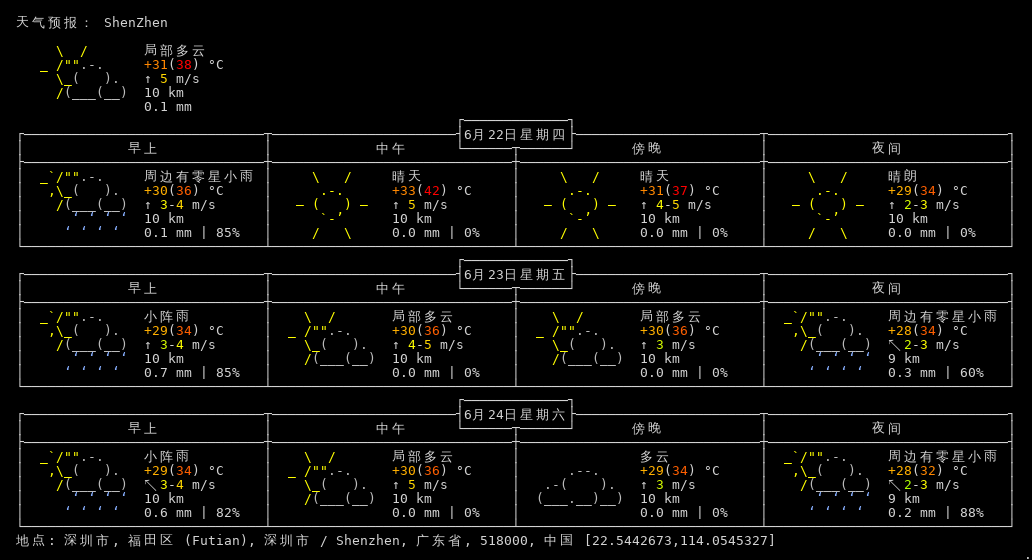 天气预报： ShenZhen
局部多云
+31(38) °C
↑ 5 m/s
10 km
0.1 mm
6月22日星期四
早上 中午 傍晚 夜间
周边有零星小雨 晴天 晴天 晴朗
+30(36) °C +33(42) °C +31(37) °C +29(34) °C
↑ 3-4 m/s ↑ 5 m/s ↑ 4-5 m/s ↑ 2-3 m/s
10 km 10 km 10 km 10 km
0.1 mm | 85% 0.0 mm | 0% 0.0 mm | 0% 0.0 mm | 0%
6月23日星期五
早上 中午 傍晚 夜间
小阵雨 局部多云 局部多云 周边有零星小雨
+29(34) °C +30(36) °C +30(36) °C +28(34) °C
↑ 3-4 m/s ↑ 4-5 m/s ↑ 3 m/s ↖ 2-3 m/s
10 km 10 km 10 km 9 km
0.7 mm | 85% 0.0 mm | 0% 0.0 mm | 0% 0.3 mm | 60%
6月24日星期六
早上 中午 傍晚 夜间
小阵雨 局部多云 多云 周边有零星小雨
+29(34) °C +30(36) °C +29(34) °C +28(32) °C
↖ 3-4 m/s ↑ 5 m/s ↑ 3 m/s ↖ 2-3 m/s
10 km 10 km 10 km 9 km
0.6 mm | 82% 0.0 mm | 0% 0.0 mm | 0% 0.2 mm | 88%
地点: 深圳市, 福田区 (Futian), 深圳市 / Shenzhen, 广东省, 518000, 中国 [22.5442673,114.0545327]